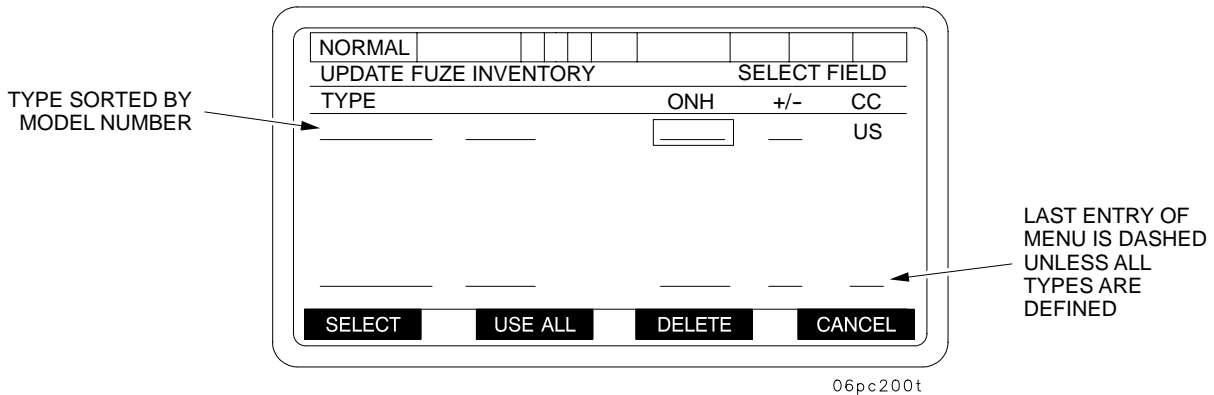 NORMAL
UPDATE FUZE INVENTORY SELECT FIELD
TYPE ONH +/− CC
US
SELECT USE ALL DELETE CANCEL
TYPE SORTED BY
MODEL NUMBER
LAST ENTRY OF
MENU IS DASHED
UNLESS ALL
TYPES ARE
DEFINED
06pc200t